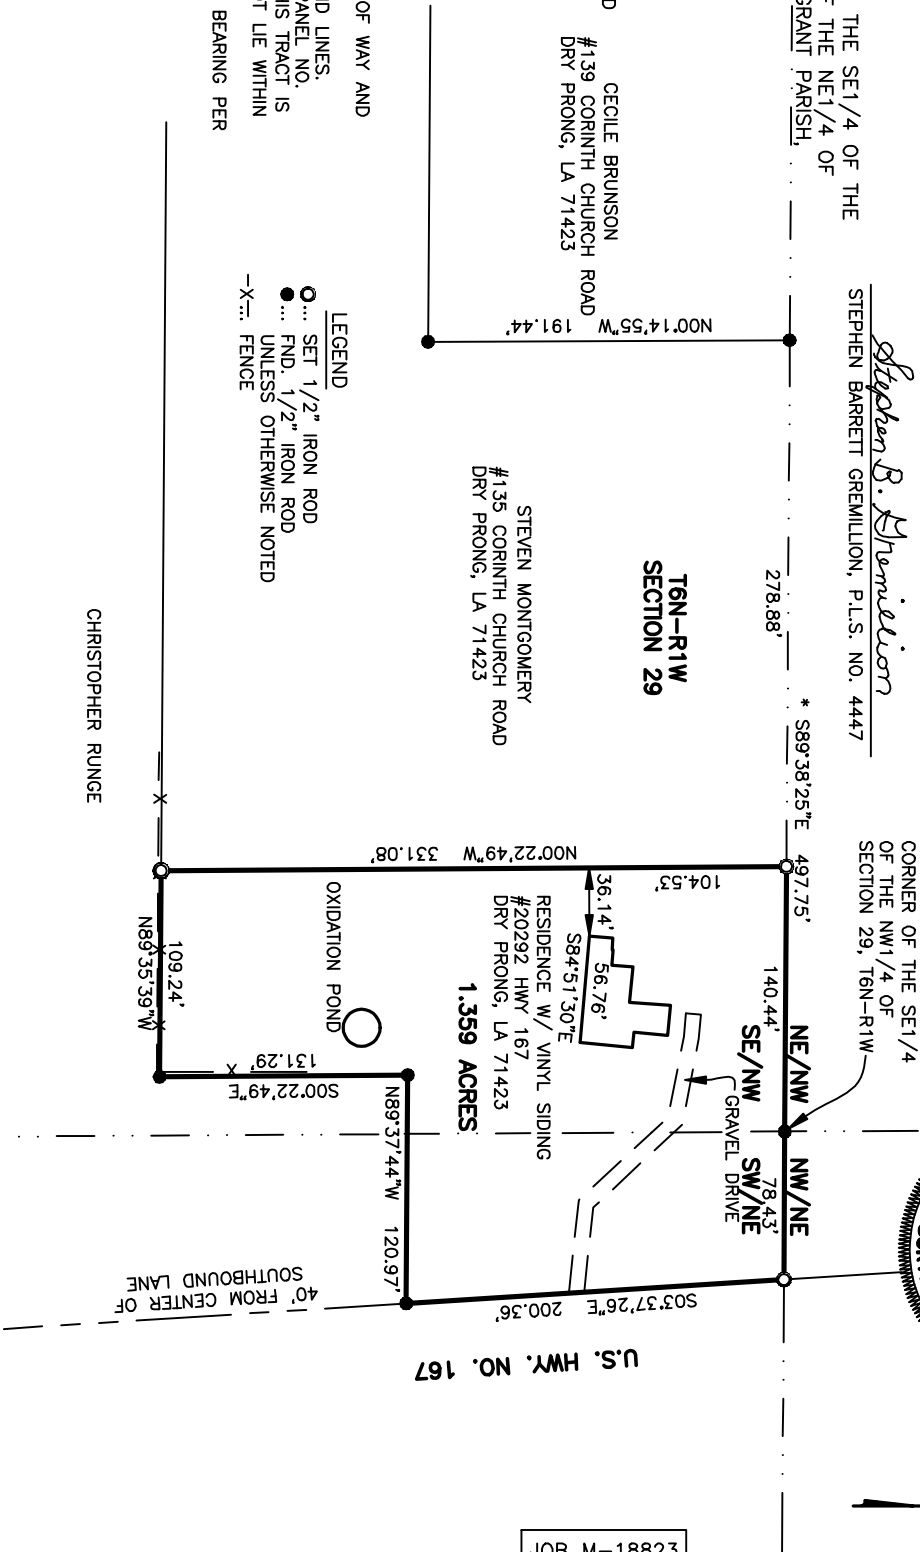 THE SE1/4 OF THE
F THE NE1/4 OF
GRANT PARISH,
Stephen B. Gremillion
STEPHEN BARRETT GREMILLION, P.L.S. NO. 4447
CORNER OF THE SE1/4
OF THE NW1/4 OF
SECTION 29, T6N-R1W
278.88'
* S89°38'25"E 497.75'
140.44'
78.43'
NE/NW
SE/NW
NW/NE
SW/NE
D
CECILE BRUNSON
#139 CORINTH CHURCH ROAD
DRY PRONG, LA 71423
N00°14'55"W 191.44'
T6N-R1W
SECTION 29
STEVEN MONTGOMERY
#135 CORINTH CHURCH ROAD
DRY PRONG, LA 71423
N00°22'49"W 331.08'
104.53'
36.14'
56.76'
S84°51'30"E
RESIDENCE W/ VINYL SIDING
#20292 HWY 167
DRY PRONG, LA 71423
1.359 ACRES
GRAVEL DRIVE
OXIDATION POND
S00°22'49"E
131.29'
N89°37'44"W 120.97'
S03°37'26"E 200.36'
U.S. HWY. NO. 167
40' FROM CENTER OF
SOUTHBOUND LANE
109.24'
N89°35'39"W
X
X
X
X
OF WAY AND
D LINES.
PANEL NO.
HIS TRACT IS
T LIE WITHIN
BEARING PER
LEGEND
... SET 1/2" IRON ROD
... FND. 1/2" IRON ROD
UNLESS OTHERWISE NOTED
-X-... FENCE
CHRISTOPHER RUNGE
JOB M-18823